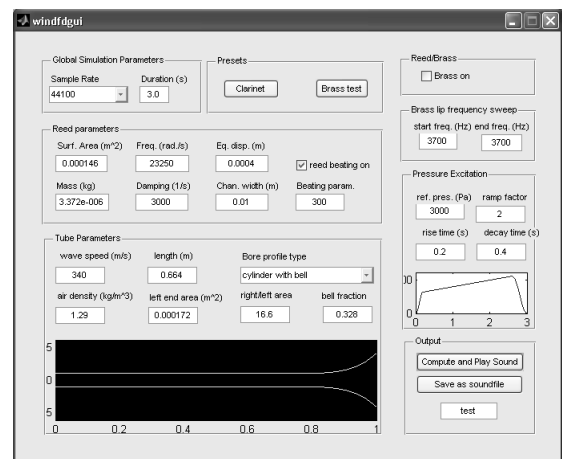 windfdgui
Global Simulation Parameters
Sample Rate
Duration (s)
44100
3.0
Presets
Clarinet
Brass test
Reed/Brass
Brass on
Brass lip frequency sweep
start freq. (Hz) end freq. (Hz)
3700
3700
Reed parameters
Surf. Area (m^2)
Freq. (rad./s)
Eq. disp. (m)
0.000146
23250
0.0004
reed beating on
Mass (kg)
Damping (1/s)
Chan. width (m)
Beating param.
3.372e-006
3000
0.01
300
Pressure Excitation
ref. pres. (Pa)
ramp factor
3000
2
rise time (s)
decay time (s)
0.2
0.4
00
0
0 1 2 3
Tube Parameters
wave speed (m/s)
length (m)
Bore profile type
340
0.664
cylinder with bell
air density (kg/m^3)
left end area (m^2)
right/left area
bell fraction
1.29
0.000172
16.6
0.328
5
0
5
0 0.2 0.4 0.6 0.8 1
Output
Compute and Play Sound
Save as soundfile
test